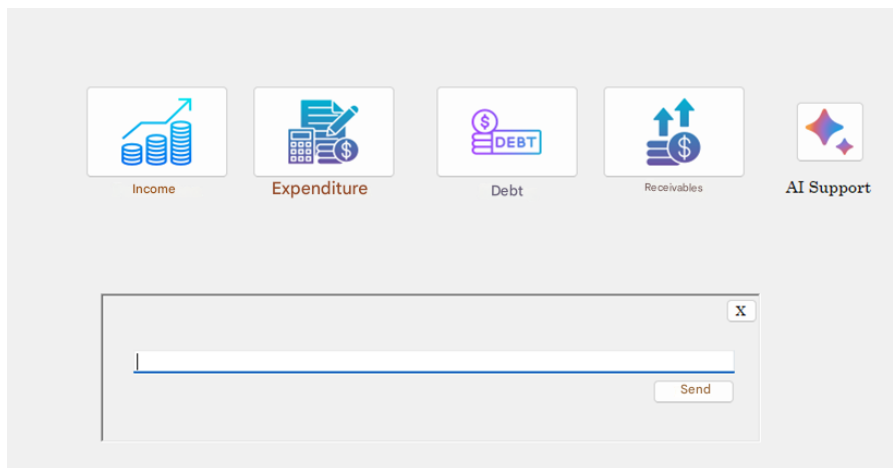 DEBT
Income
Expenditure
Debt
Receivables
AI Support
X
Send